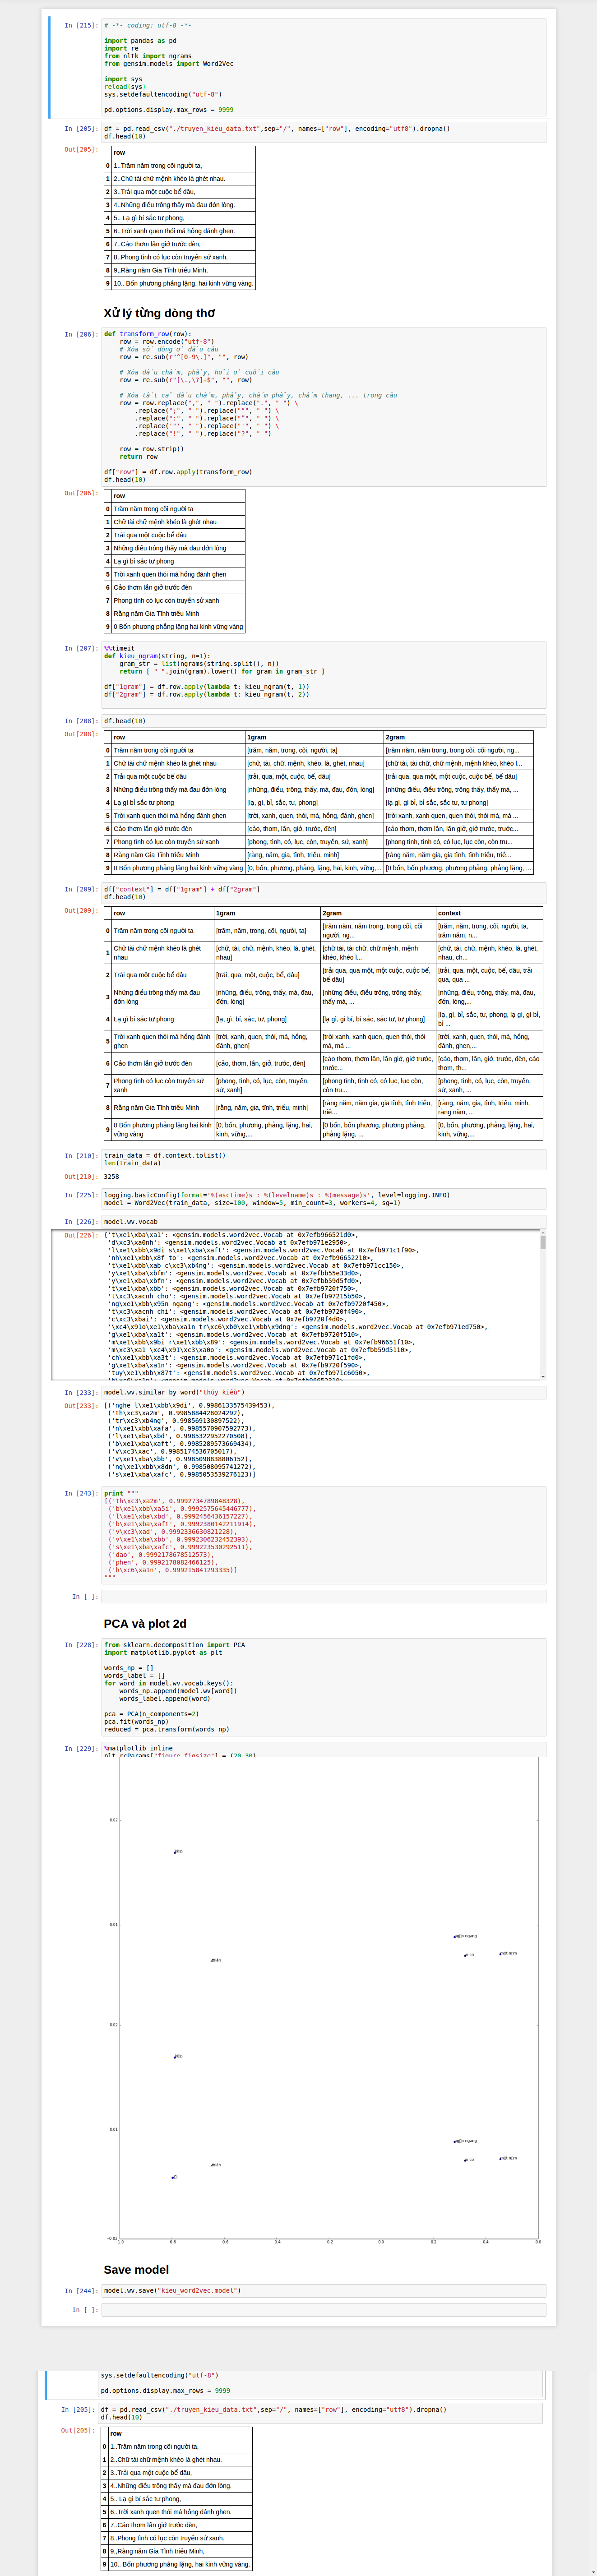 In [215]:
# -*- coding: utf-8 -*-
import pandas as pd
import re
from nltk import ngrams
from gensim.models import Word2Vec
import sys
reload(sys)
sys.setdefaultencoding("utf-8")
pd.options.display.max_rows = 9999
In [205]:
df = pd.read_csv("./truyen_kieu_data.txt",sep="/", names=["row"], encoding="utf8").dropna()
df.head(10)
Out[205]:
row
0 1..Trăm năm trong cõi người ta,
1 2..Chữ tài chữ mệnh khéo là ghét nhau.
2 3..Trải qua một cuộc bể dâu,
3 4..Những điều trông thấy mà đau đớn lòng.
4 5.. Lạ gì bỉ sắc tư phong,
5 6..Trời xanh quen thói má hồng đánh ghen.
6 7..Cảo thơm lần giở trước đèn,
7 8..Phong tình có lục còn truyền sử xanh.
8 9,,Rằng năm Gia Tĩnh triều Minh,
9 10.. Bốn phương phẳng lặng, hai kinh vững vàng.
Xử lý từng dòng thơ
In [206]:
def transform_row(row):
row = row.encode("utf-8")
# Xóa số dòng ở đầu câu
row = re.sub(r"^[0-9\.]", "", row)
# Xóa dấu chấm, phẩy, hỏi ở cuối câu
row = re.sub(r"[\.,\?]+$", "", row)
# Xóa tất cả dấu chấm, phẩy, chấm phẩy, chấm thang, ... trong câu
row = row.replace(",", " ").replace(".", " ") \
.replace(";", " ").replace("“", " ") \
.replace(":", " ").replace("”", " ") \
.replace('"', " ").replace("'", " ") \
.replace("!", " ").replace("?", " ")
row = row.strip()
return row
df["row"] = df.row.apply(transform_row)
df.head(10)
Out[206]:
row
0 Trăm năm trong cõi người ta
1 Chữ tài chữ mệnh khéo là ghét nhau
2 Trải qua một cuộc bể dâu
3 Những điều trông thấy mà đau đớn lòng
4 Lạ gì bỉ sắc tư phong
5 Trời xanh quen thói má hồng đánh ghen
6 Cảo thơm lần giở trước đèn
7 Phong tình có lục còn truyền sử xanh
8 Rằng năm Gia Tĩnh triều Minh
9 0 Bốn phương phẳng lặng hai kinh vững vàng
In [207]:
%%timeit
def kieu_ngram(string, n=1):
gram_str = list(ngrams(string.split(), n))
return [ " ".join(gram).lower() for gram in gram_str ]
df["1gram"] = df.row.apply(lambda t: kieu_ngram(t, 1))
df["2gram"] = df.row.apply(lambda t: kieu_ngram(t, 2))
In [208]:
df.head(10)
Out[208]:
row 1gram 2gram
0 Trăm năm trong cõi người ta [trăm, năm, trong, cõi, người, ta] [trăm năm, năm trong, trong cõi, cõi người, ng...
1 Chữ tài chữ mệnh khéo là ghét nhau [chữ, tài, chữ, mệnh, khéo, là, ghét, nhau] [chữ tài, tài chữ, chữ mệnh, mệnh khéo, khéo l...
2 Trải qua một cuộc bể dâu [trải, qua, một, cuộc, bể, dâu] [trải qua, qua một, một cuộc, cuộc bể, bể dâu]
3 Những điều trông thấy mà đau đớn lòng [những, điều, trông, thấy, mà, đau, đớn, lòng] [những điều, điều trông, trông thấy, thấy mà, ...
4 Lạ gì bỉ sắc tư phong [lạ, gì, bỉ, sắc, tư, phong] [lạ gì, gì bỉ, bỉ sắc, sắc tư, tư phong]
5 Trời xanh quen thói má hồng đánh ghen [trời, xanh, quen, thói, má, hồng, đánh, ghen] [trời xanh, xanh quen, quen thói, thói má, má ...
6 Cảo thơm lần giở trước đèn [cảo, thơm, lần, giở, trước, đèn] [cảo thơm, thơm lần, lần giở, giở trước, trước...
7 Phong tình có lục còn truyền sử xanh [phong, tình, có, lục, còn, truyền, sử, xanh] [phong tình, tình có, có lục, lục còn, còn tru...
8 Rằng năm Gia Tĩnh triều Minh [rằng, năm, gia, tĩnh, triều, minh] [rằng năm, năm gia, gia tĩnh, tĩnh triều, triề...
9 0 Bốn phương phẳng lặng hai kinh vững vàng [0, bốn, phương, phẳng, lặng, hai, kinh, vững,... [0 bốn, bốn phương, phương phẳng, phẳng lặng, ...
In [209]:
df["context"] = df["1gram"] + df["2gram"]
df.head(10)
Out[209]:
row 1gram 2gram context
0 Trăm năm trong cõi người ta [trăm, năm, trong, cõi, người, ta] [trăm năm, năm trong, trong cõi, cõi người, ng... [trăm, năm, trong, cõi, người, ta, trăm năm, n...
1 Chữ tài chữ mệnh khéo là ghét nhau [chữ, tài, chữ, mệnh, khéo, là, ghét, nhau] [chữ tài, tài chữ, chữ mệnh, mệnh khéo, khéo l... [chữ, tài, chữ, mệnh, khéo, là, ghét, nhau, ch...
2 Trải qua một cuộc bể dâu [trải, qua, một, cuộc, bể, dâu] [trải qua, qua một, một cuộc, cuộc bể, bể dâu] [trải, qua, một, cuộc, bể, dâu, trải qua, qua ...
3 Những điều trông thấy mà đau đớn lòng [những, điều, trông, thấy, mà, đau, đớn, lòng] [những điều, điều trông, trông thấy, thấy mà, ... [những, điều, trông, thấy, mà, đau, đớn, lòng,...
4 Lạ gì bỉ sắc tư phong [lạ, gì, bỉ, sắc, tư, phong] [lạ gì, gì bỉ, bỉ sắc, sắc tư, tư phong] [lạ, gì, bỉ, sắc, tư, phong, lạ gì, gì bỉ, bỉ ...
5 Trời xanh quen thói má hồng đánh ghen [trời, xanh, quen, thói, má, hồng, đánh, ghen] [trời xanh, xanh quen, quen thói, thói má, má ... [trời, xanh, quen, thói, má, hồng, đánh, ghen,...
6 Cảo thơm lần giở trước đèn [cảo, thơm, lần, giở, trước, đèn] [cảo thơm, thơm lần, lần giở, giở trước, trước... [cảo, thơm, lần, giở, trước, đèn, cảo thơm, th...
7 Phong tình có lục còn truyền sử xanh [phong, tình, có, lục, còn, truyền, sử, xanh] [phong tình, tình có, có lục, lục còn, còn tru... [phong, tình, có, lục, còn, truyền, sử, xanh, ...
8 Rằng năm Gia Tĩnh triều Minh [rằng, năm, gia, tĩnh, triều, minh] [rằng năm, năm gia, gia tĩnh, tĩnh triều, triề... [rằng, năm, gia, tĩnh, triều, minh, rằng năm, ...
9 0 Bốn phương phẳng lặng hai kinh vững vàng [0, bốn, phương, phẳng, lặng, hai, kinh, vững,... [0 bốn, bốn phương, phương phẳng, phẳng lặng, ... [0, bốn, phương, phẳng, lặng, hai, kinh, vững,...
In [210]:
train_data = df.context.tolist()
len(train_data)
Out[210]: 3258
In [225]:
logging.basicConfig(format='%(asctime)s : %(levelname)s : %(message)s', level=logging.INFO)
model = Word2Vec(train_data, size=100, window=5, min_count=3, workers=4, sg=1)
In [226]:
model.wv.vocab
Out[226]:
{'t\xe1\xba\xa1': <gensim.models.word2vec.Vocab at 0x7efb966521d0>,
'd\xc3\xa0nh': <gensim.models.word2vec.Vocab at 0x7efb971e2950>,
'l\xe1\xbb\x9di s\xe1\xba\xaft': <gensim.models.word2vec.Vocab at 0x7efb971c1f90>,
'nh\xe1\xbb\x8f to': <gensim.models.word2vec.Vocab at 0x7efb96652210>,
't\xe1\xbb\xab c\xc3\xb4ng': <gensim.models.word2vec.Vocab at 0x7efb971cc150>,
'y\xe1\xba\xbfm': <gensim.models.word2vec.Vocab at 0x7efbb55e33d0>,
'y\xe1\xba\xbfn': <gensim.models.word2vec.Vocab at 0x7efbb59d5fd0>,
't\xe1\xba\xbb': <gensim.models.word2vec.Vocab at 0x7efb9720f750>,
't\xc3\xacnh cho': <gensim.models.word2vec.Vocab at 0x7efb97215b50>,
'ng\xe1\xbb\x95n ngang': <gensim.models.word2vec.Vocab at 0x7efb9720f450>,
't\xc3\xacnh chi': <gensim.models.word2vec.Vocab at 0x7efb9720f490>,
'c\xc3\xbai': <gensim.models.word2vec.Vocab at 0x7efb9720f4d0>,
'\xc4\x91\o\xe1\xba\xa1n tr\xc6\xb0\xe1\xbb\x9dng': <gensim.models.word2vec.Vocab at 0x7efb971ed750>,
'g\xe1\xba\xa1t': <gensim.models.word2vec.Vocab at 0x7efb9720f510>,
'm\xe1\xbb\x9bi r\xe1\xbb\x89': <gensim.models.word2vec.Vocab at 0x7efb96651f10>,
'm\xc3\xa1 \xc4\x91\xc3\xa0o': <gensim.models.word2vec.Vocab at 0x7efbb59d5110>,
'ch\xe1\xbb\xa3t': <gensim.models.word2vec.Vocab at 0x7efb971c1fd0>,
'g\xe1\xba\xa1n': <gensim.models.word2vec.Vocab at 0x7efb9720f590>,
'tuy\xe1\xbb\x87t': <gensim.models.word2vec.Vocab at 0x7efb971c6050>,
In [233]:
model.wv.similar_by_word("thúy kiều")
Out[233]:
[('nghe l\xe1\xbb\x9di', 0.9986133575439453),
('th\xc3\xa2m', 0.9985884428024292),
('tr\xc3\xb4ng', 0.998569130897522),
('n\xe1\xbb\xafa', 0.9985570907592773),
('l\xe1\xba\xbd', 0.9985322952270508),
('b\xe1\xba\xaft', 0.9985289573669434),
('v\xc3\xac', 0.9985174536705017),
('v\xe1\xba\xbb', 0.9985098838806152),
('ng\xe1\xbb\x8dn', 0.998508095741272),
('s\xe1\xba\xafc', 0.9985053539276123)]
In [243]:
print """
[('th\xc3\xa2m', 0.9992734789848328),
('b\xe1\xbb\xa5i', 0.9992575645446777),
('l\xe1\xba\xbd', 0.9992456436157227),
('b\xe1\xba\xaft', 0.9992380142211914),
('v\xc3\xad', 0.9992336630821228),
('v\xe1\xba\xbb', 0.9992306232452393),
('s\xe1\xba\xafc', 0.999223530292511),
('dao', 0.9992178678512573),
('phen', 0.9992170802466125),
('h\xc6\xa1n', 0.999215841293335)]
"""
In [ ]:
PCA và plot 2d
In [228]:
from sklearn.decomposition import PCA
import matplotlib.pyplot as plt
words_np = []
words_label = []
for word in model.wv.vocab.keys():
words_np.append(model.wv[word])
words_label.append(word)
pca = PCA(n_components=2)
pca.fit(words_np)
reduced = pca.transform(words_np)
In [229]:
%matplotlib inline
plt.rcParams["figure.figsize"] = (20,30)
0.02
0.01
0.02
0.01
−0.02
−1.0 −0.8 −0.6 −0.4 −0.2 0.0 0.2 0.4 0.6
Save model
In [244]:
model.wv.save("kieu_word2vec.model")
In [ ]:
sys.setdefaultencoding("utf-8")
pd.options.display.max_rows = 9999
In [205]:
df = pd.read_csv("./truyen_kieu_data.txt",sep="/", names=["row"], encoding="utf8").dropna()
df.head(10)
Out[205]:
row
0 1..Trăm năm trong cõi người ta,
1 2..Chữ tài chữ mệnh khéo là ghét nhau.
2 3..Trải qua một cuộc bể dâu,
3 4..Những điều trông thấy mà đau đớn lòng.
4 5.. Lạ gì bỉ sắc tư phong,
5 6..Trời xanh quen thói má hồng đánh ghen.
6 7..Cảo thơm lần giở trước đèn,
7 8..Phong tình có lục còn truyền sử xanh.
8 9,,Rằng năm Gia Tĩnh triều Minh,
9 10.. Bốn phương phẳng lặng, hai kinh vững vàng.